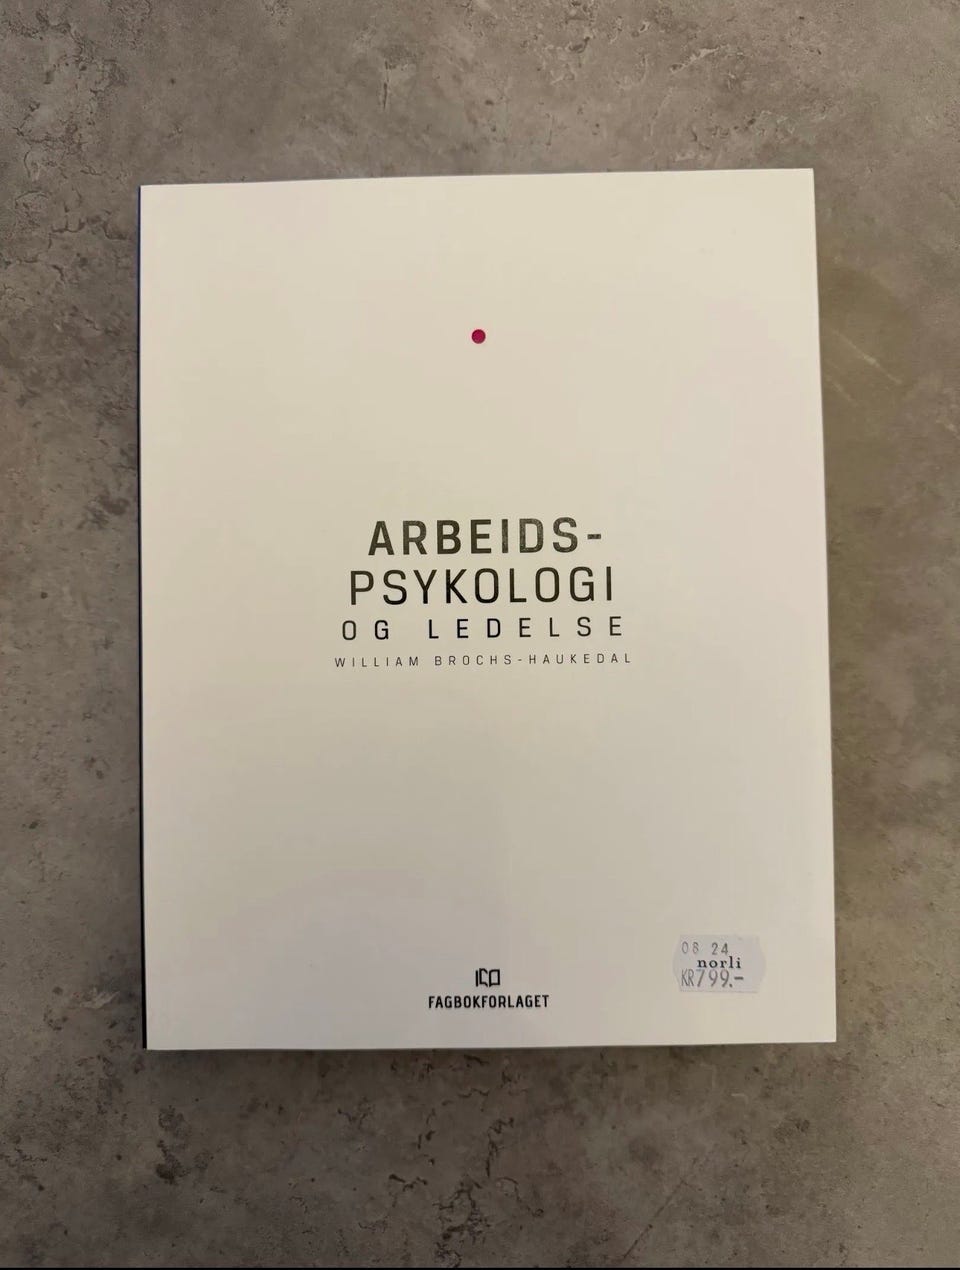 ARBEIDS-
PSYKOLOGI
OG LEDELSE
WILLIAM BROCHS-HAUKEDAL
08 24
norli
KR799.-
FAGBOKFORLAGET